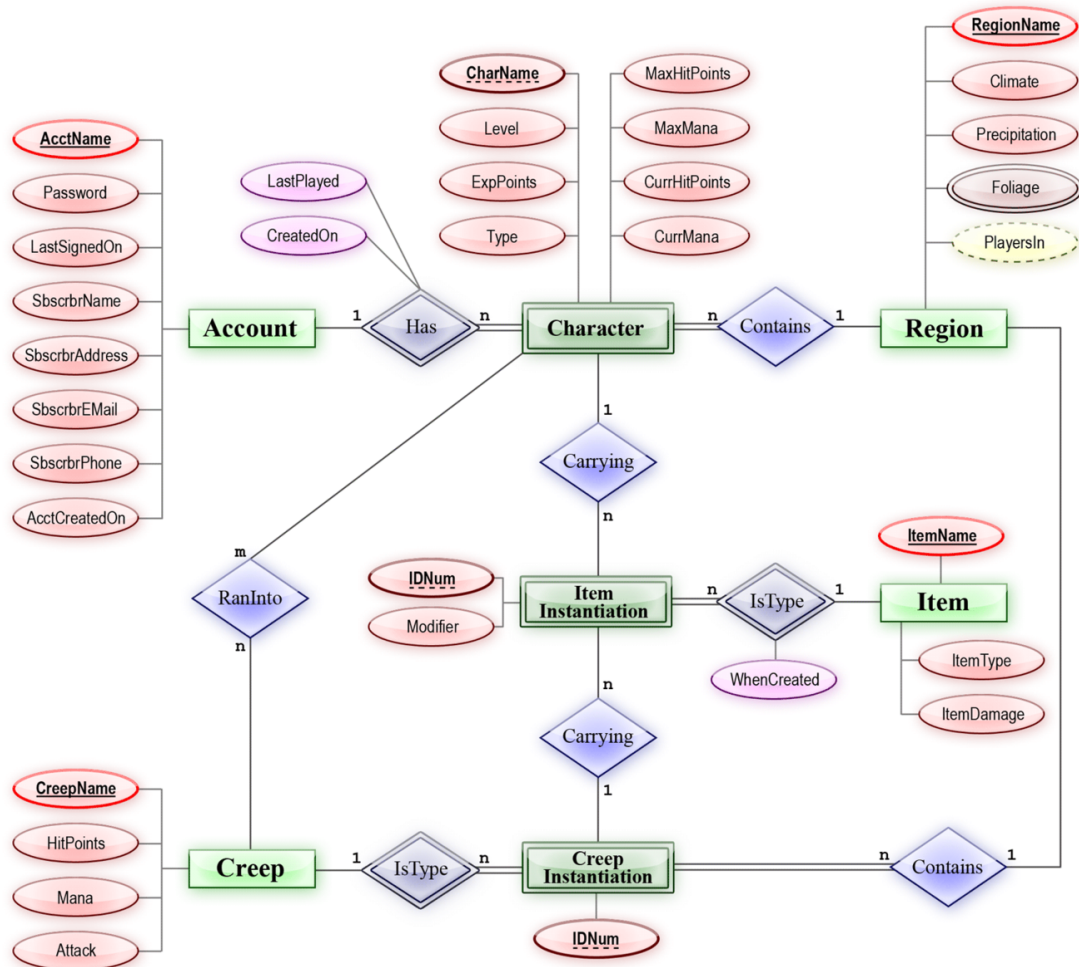 RegionName
CharName
MaxHitPoints
Climate
Level
MaxMana
Precipitation
AcctName
LastPlayed
ExpPoints
CurrHitPoints
Foliage
Password
CreatedOn
Type
CurrMana
PlayersIn
LastSignedOn
SbscrbrName
Account
1
Has
n
Character
n
Contains
1
Region
SbscrbrAddress
SbscrbrEMail
1
SbscrbrPhone
Carrying
AcctCreatedOn
n
m
ItemName
RanInto
IDNum
Item
Instantiation
n
IsType
1
Item
Modifier
n
ItemType
n
WhenCreated
ItemDamage
Carrying
CreepName
1
HitPoints
Creep
1
IsType
n
Creep
Instantiation
n
Contains
1
Mana
IDNum
Attack